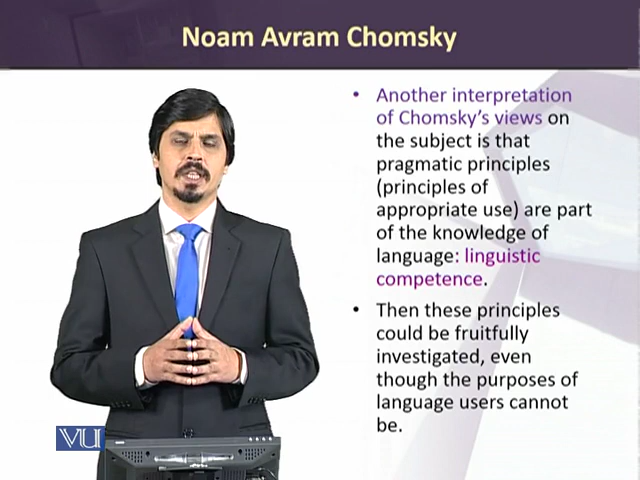 Noam Avram Chomsky
• Another interpretation
of Chomsky's views on
the subject is that
pragmatic principles
(principles of
appropriate use) are part
of the knowledge of
language: linguistic
competence.
• Then these principles
could be fruitfully
investigated, even
though the purposes of
language users cannot
be.
VU